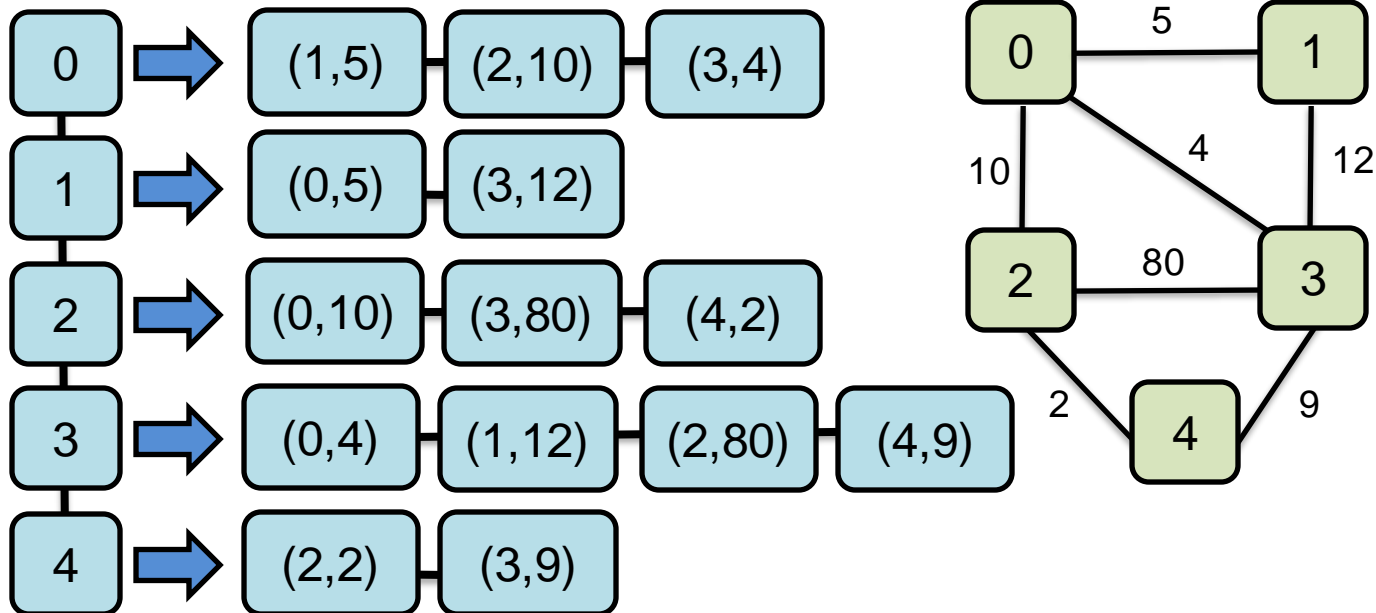 0 (1,5) (2,10) (3,4)
1 (0,5) (3,12)
2 (0,10) (3,80) (4,2)
3 (0,4) (1,12) (2,80) (4,9)
4 (2,2) (3,9)
5
0 1
4
10 12
80
2 3
2 9
4